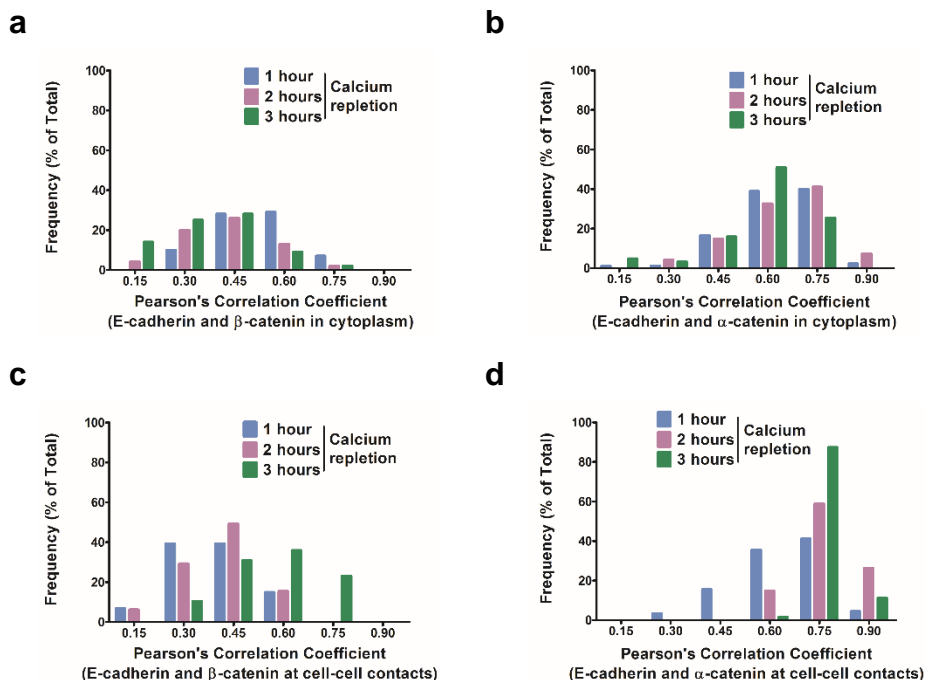 a
100
80
60
40
20
0
Frequency (% of Total)
1 hour
2 hours
3 hours
Calcium
repletion
0.15 0.30 0.45 0.60 0.75 0.90
Pearson's Correlation Coefficient
(E-cadherin and β-catenin in cytoplasm)
b
100
80
60
40
20
0
Frequency (% of Total)
1 hour
2 hours
3 hours
Calcium
repletion
0.15 0.30 0.45 0.60 0.75 0.90
Pearson's Correlation Coefficient
(E-cadherin and α-catenin in cytoplasm)
c
100
80
60
40
20
0
Frequency (% of Total)
1 hour
2 hours
3 hours
Calcium
repletion
0.15 0.30 0.45 0.60 0.75 0.90
Pearson's Correlation Coefficient
(E-cadherin and β-catenin at cell-cell contacts)
d
100
80
60
40
20
0
Frequency (% of Total)
1 hour
2 hours
3 hours
Calcium
repletion
0.15 0.30 0.45 0.60 0.75 0.90
Pearson's Correlation Coefficient
(E-cadherin and α-catenin at cell-cell contacts)